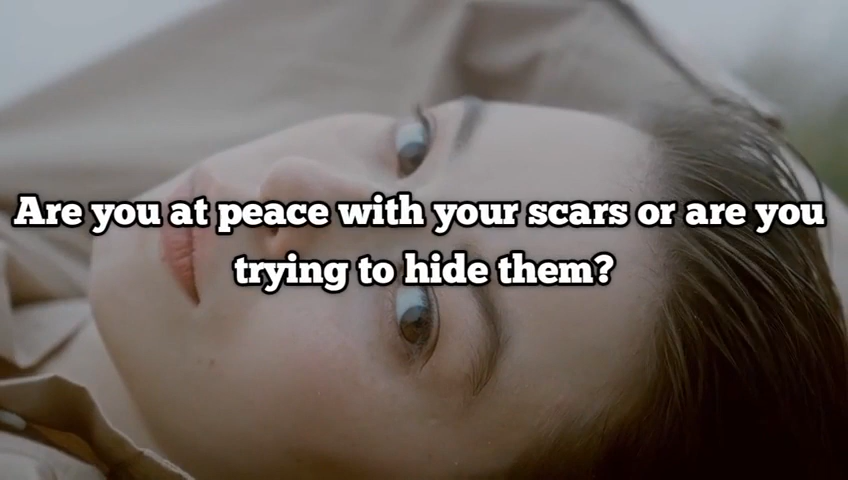 Are you at peace with your scars or are you
trying to hide them?